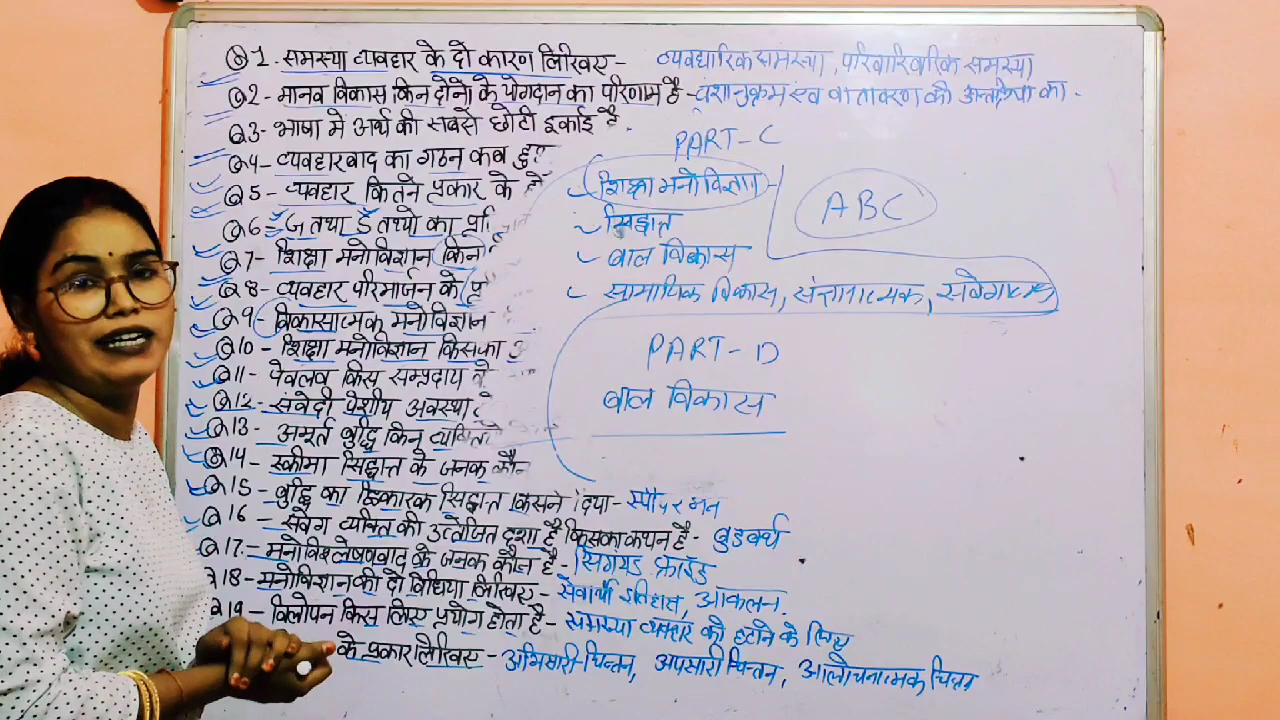 Q1. समस्या व्यवहार के दो कारण लिखिए - व्यवहारिक समस्या, परिवारिक समस्या
Q2- मानव विकास किन दोनो के योगदान का परिणाम है - वंशानुक्रम एंव वातावरण की अन्तःक्रिया का.
Q3- भाषा मे अर्थ की सबसे छोटी इकाई है.
Q4- व्यवहारवाद का गठन कब
Q5- व्यवहार कितने प्रकार के
Q6 तथा तथ्यो का
Q7- शिक्षा मनोविज्ञान
Q8- व्यवहार परिमार्जन के
Q9- विकासात्मक मनोविज्ञान
Q10- शिक्षा मनोविज्ञान किसका
Q11- पेवलव किस सम्प्रदाय
Q12- संवेदी पेशीय अवस्था
Q13- अमूर्त बुद्धि किन
Q14- स्कीमा सिद्धान्त के जनक कौन
Q15- बुद्धि का द्विकारक सिद्धान्त किसने दिया - स्पीयरमन
Q16- संवेग व्यक्ति की उत्तेजित दशा है किसका कथन है - वुडवर्थ
Q17- मनोविश्लेषणवाद के जनक कौन है - सिगमंड फ्रॉईड
18- मनोविज्ञान की दो विधिया लिखिए - इतिहास, आकलन.
19- विलोपन किस लिए प्रयोग होता है - समस्या व्यवहार को हटाने के लिए
के प्रकार लिखिए - अभिसारी चिन्तन, अपसारी चिन्तन, आलोचनात्मक चिन्तन
PART-C
शिक्षा मनोविज्ञान
सिद्धान्त
बाल विकास
सामाजिक विकास, संज्ञानात्मक, संवेगात्मक
ABC
PART-D
बाल विकास